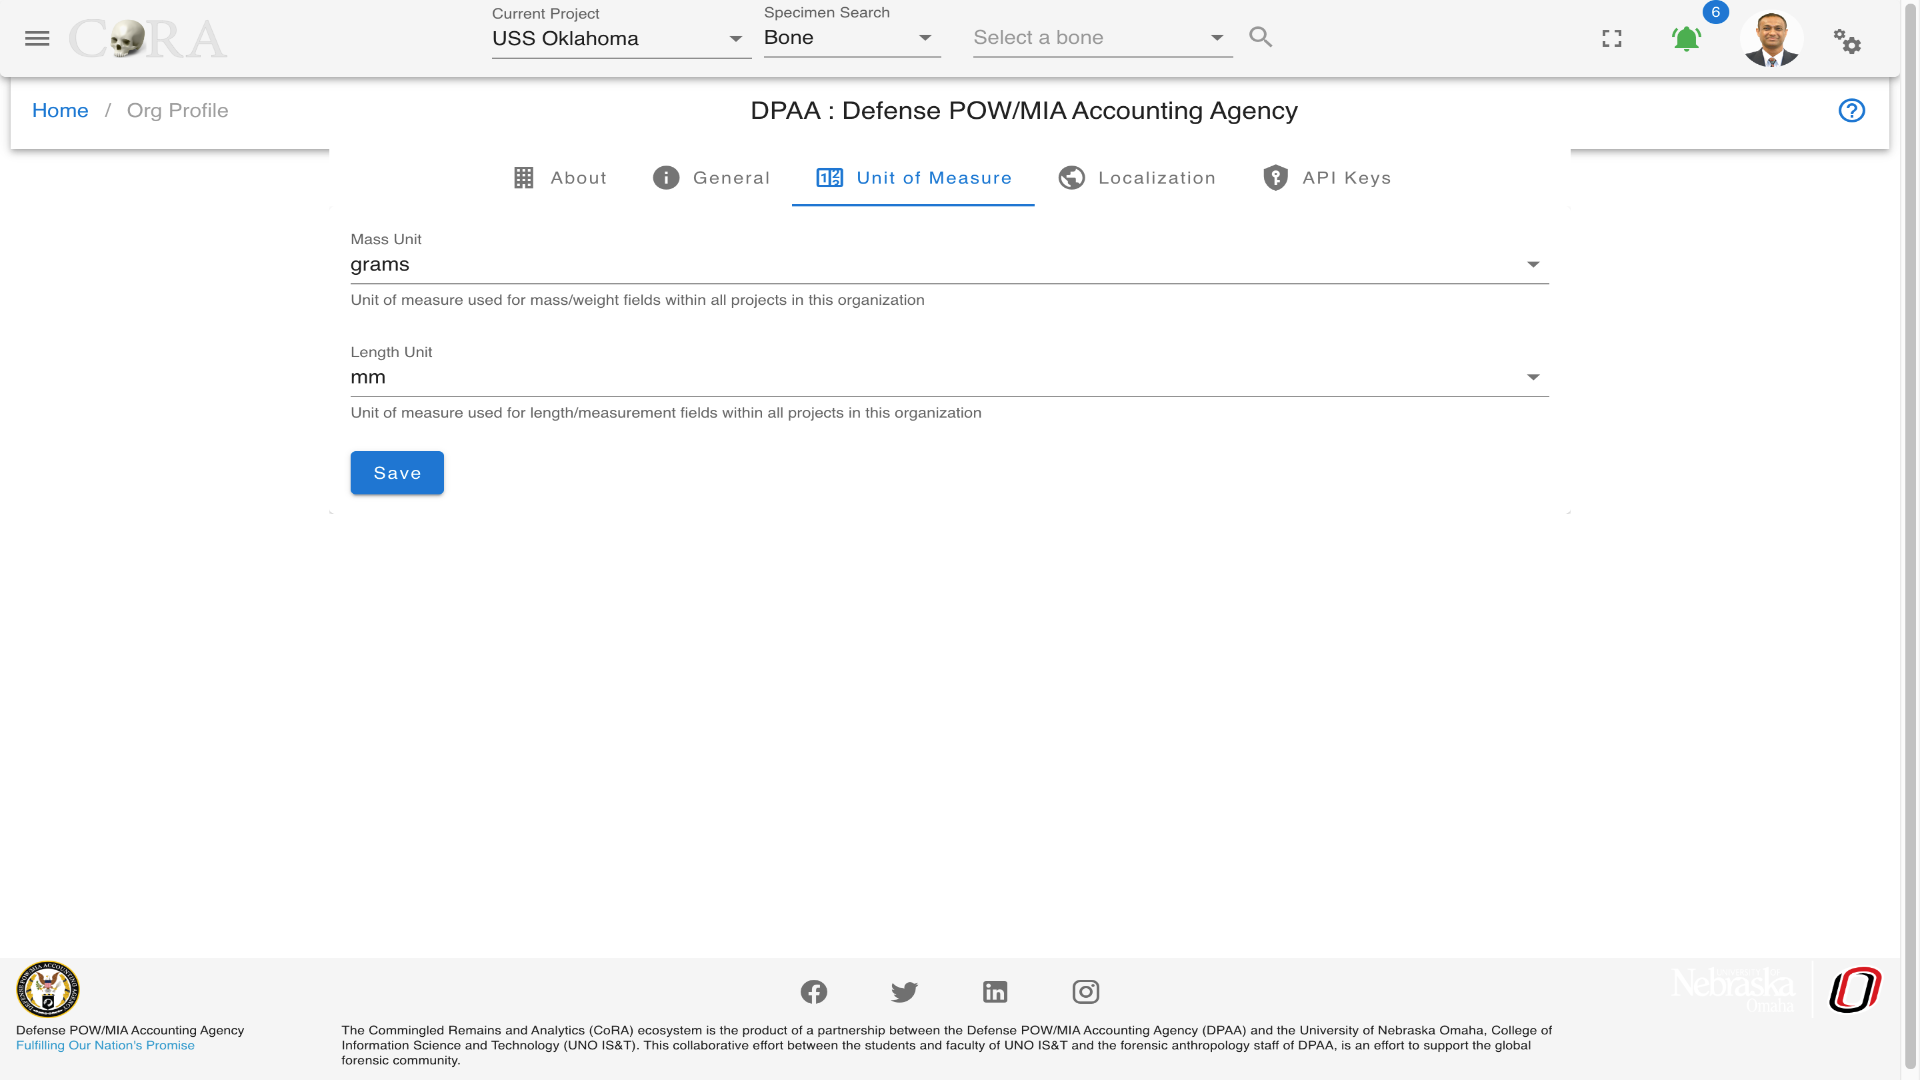 CoRA
Current Project
USS Oklahoma
Specimen Search
Bone
Select a bone
6
Home / Org Profile
DPAA : Defense POW/MIA Accounting Agency
About
General
Unit of Measure
Localization
API Keys
Mass Unit
grams
Unit of measure used for mass/weight fields within all projects in this organization
Length Unit
mm
Unit of measure used for length/measurement fields within all projects in this organization
Save
Defense POW/MIA Accounting Agency
Fulfilling Our Nation's Promise
The Commingled Remains and Analytics (CoRA) ecosystem is the product of a partnership between the Defense POW/MIA Accounting Agency (DPAA) and the University of Nebraska Omaha, College of
Information Science and Technology (UNO IS&T). This collaborative effort between the students and faculty of UNO IS&T and the forensic anthropology staff of DPAA, is an effort to support the global
forensic community.
Nebraska
Omaha